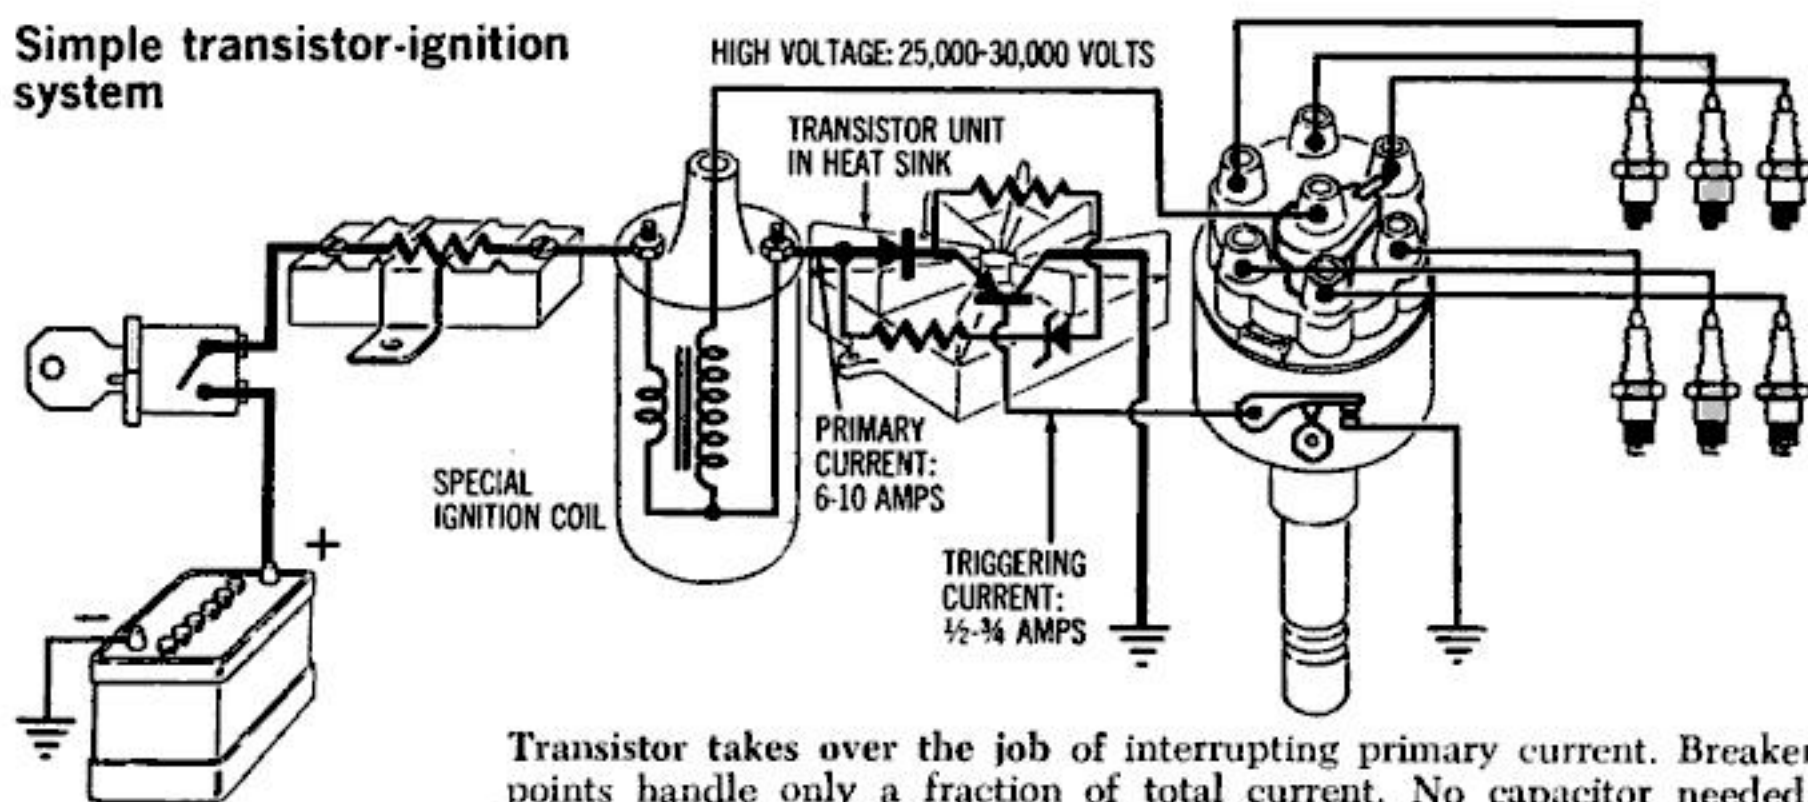 Simple transistor-ignition
system
HIGH VOLTAGE: 25,000-30,000 VOLTS
TRANSISTOR UNIT
IN HEAT SINK
PRIMARY
CURRENT:
6-10 AMPS
SPECIAL
IGNITION COIL
+
−
TRIGGERING
CURRENT:
½-¾ AMPS
Transistor takes over the job of interrupting primary current. Breaker
points handle only a fraction of total current. No capacitor needed.